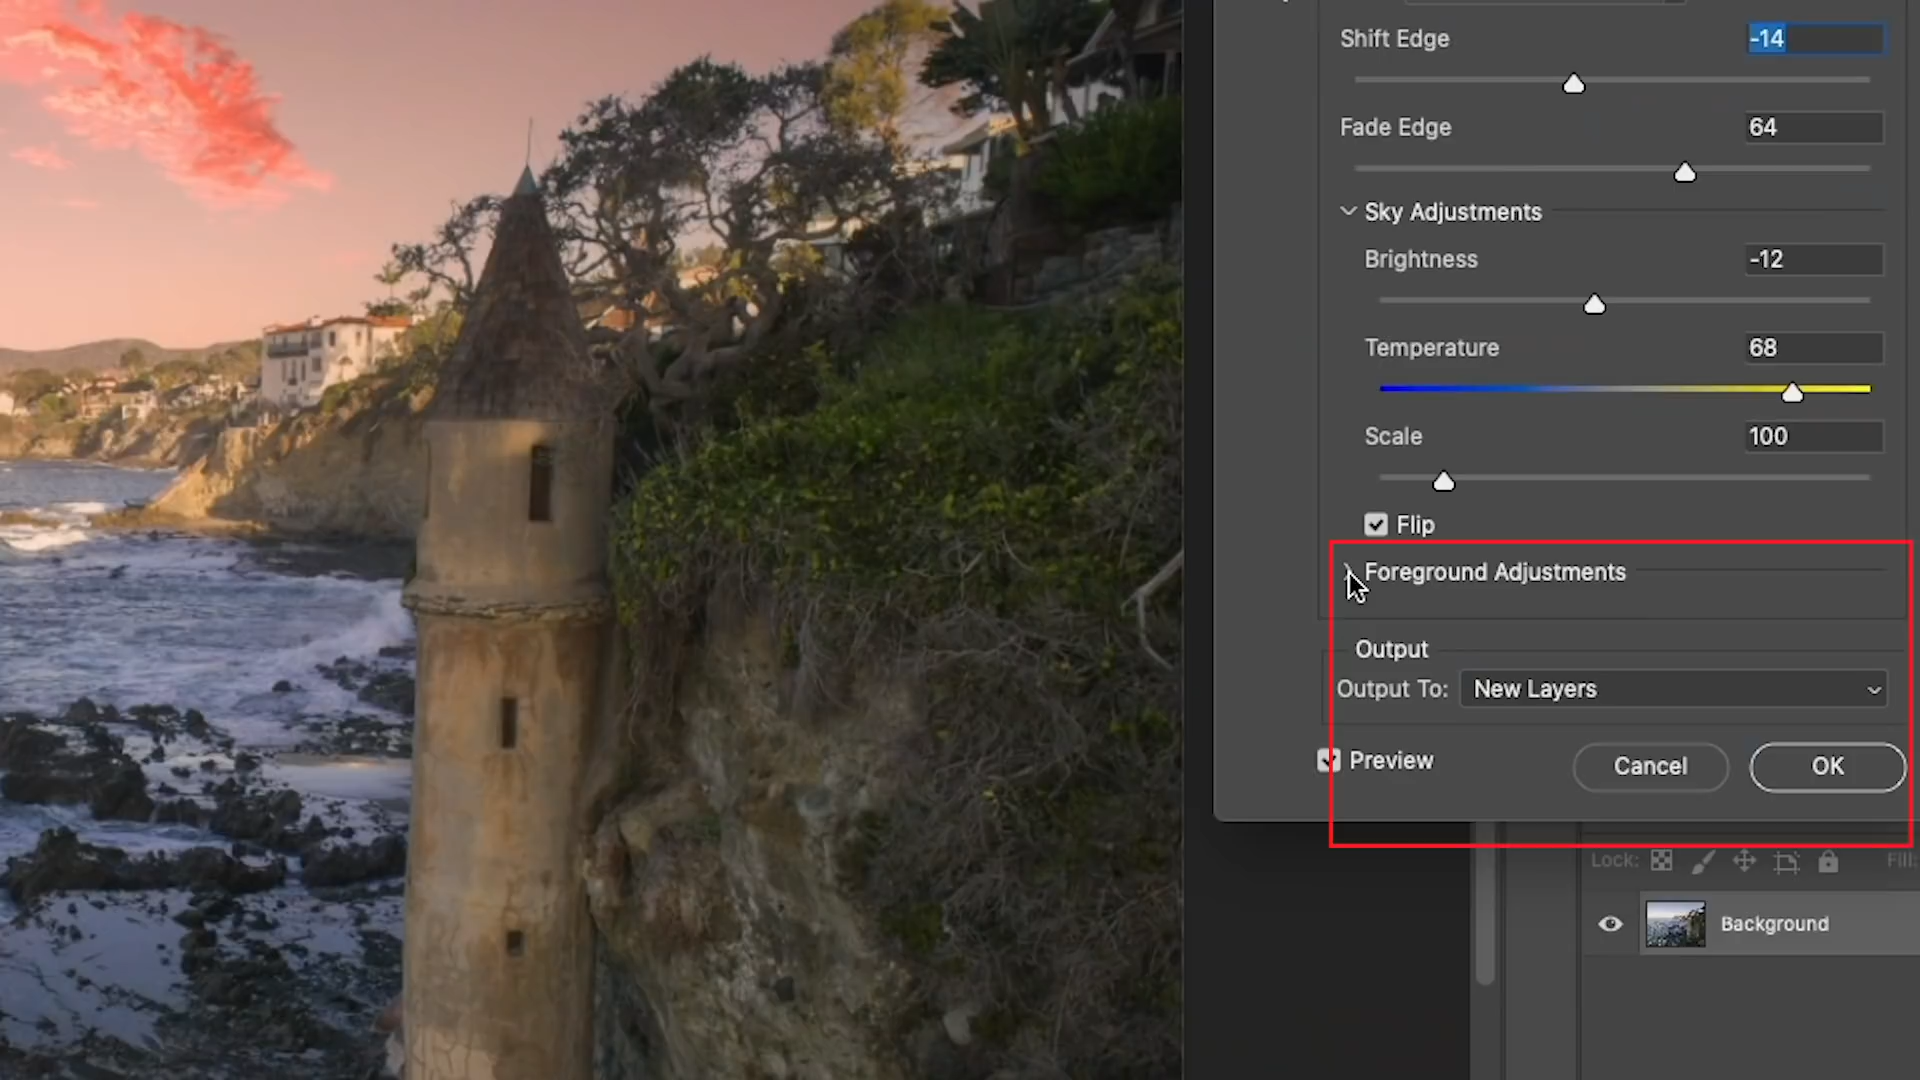 Shift Edge
-14
Fade Edge
64
Sky Adjustments
Brightness
-12
Temperature
68
Scale
100
Flip
Foreground Adjustments
Output
Output To:
New Layers
Preview
Cancel
OK
Lock:
Fill:
Background